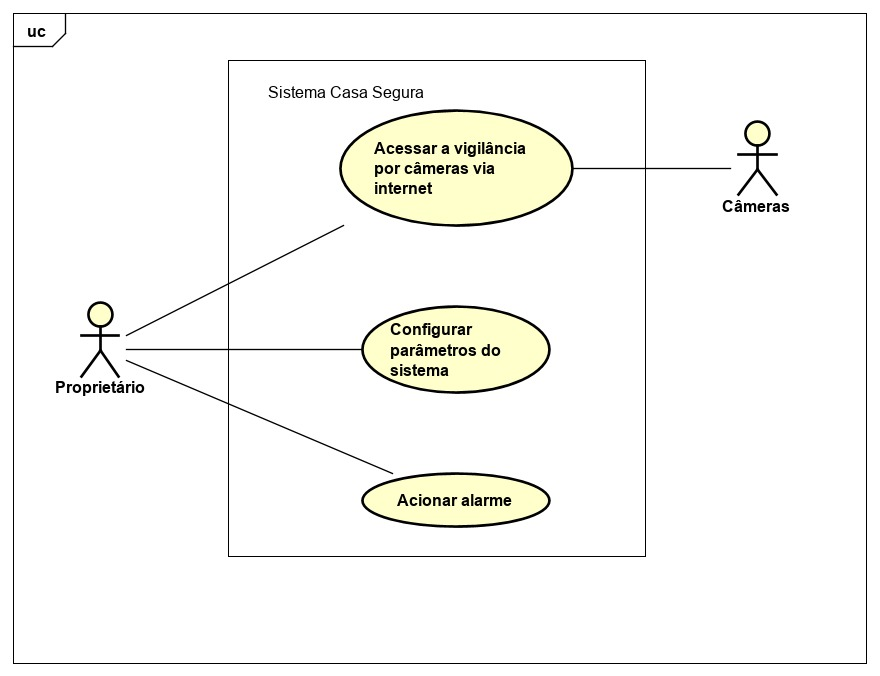 uc
Sistema Casa Segura
Acessar a vigilância
por câmeras via
internet
Câmeras
Configurar
parâmetros do
sistema
Proprietário
Acionar alarme